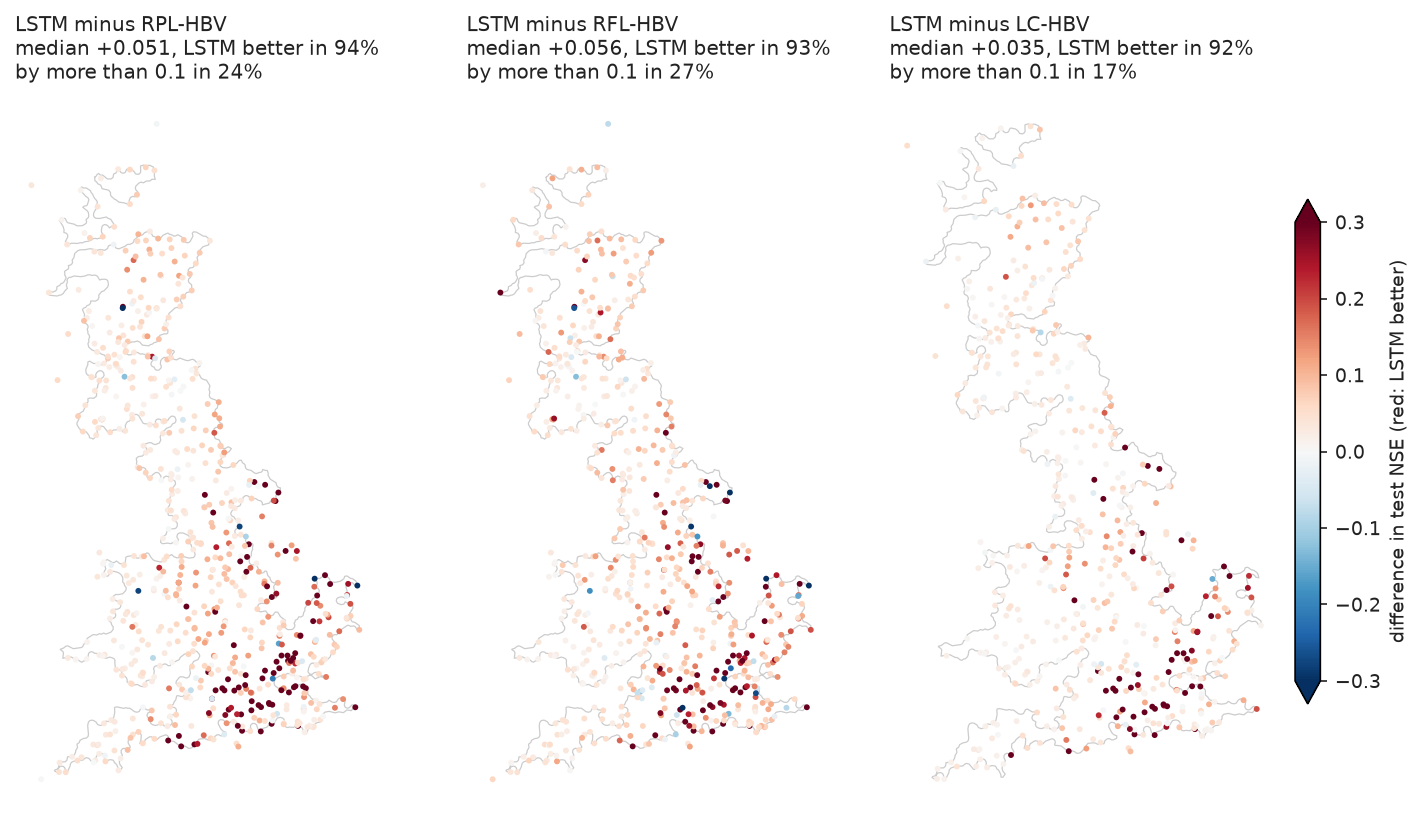 LSTM minus RPL-HBV
median +0.051, LSTM better in 94%
by more than 0.1 in 24%
LSTM minus RFL-HBV
median +0.056, LSTM better in 93%
by more than 0.1 in 27%
LSTM minus LC-HBV
median +0.035, LSTM better in 92%
by more than 0.1 in 17%
0.3
0.2
0.1
0.0
−0.1
−0.2
−0.3
difference in test NSE (red: LSTM better)